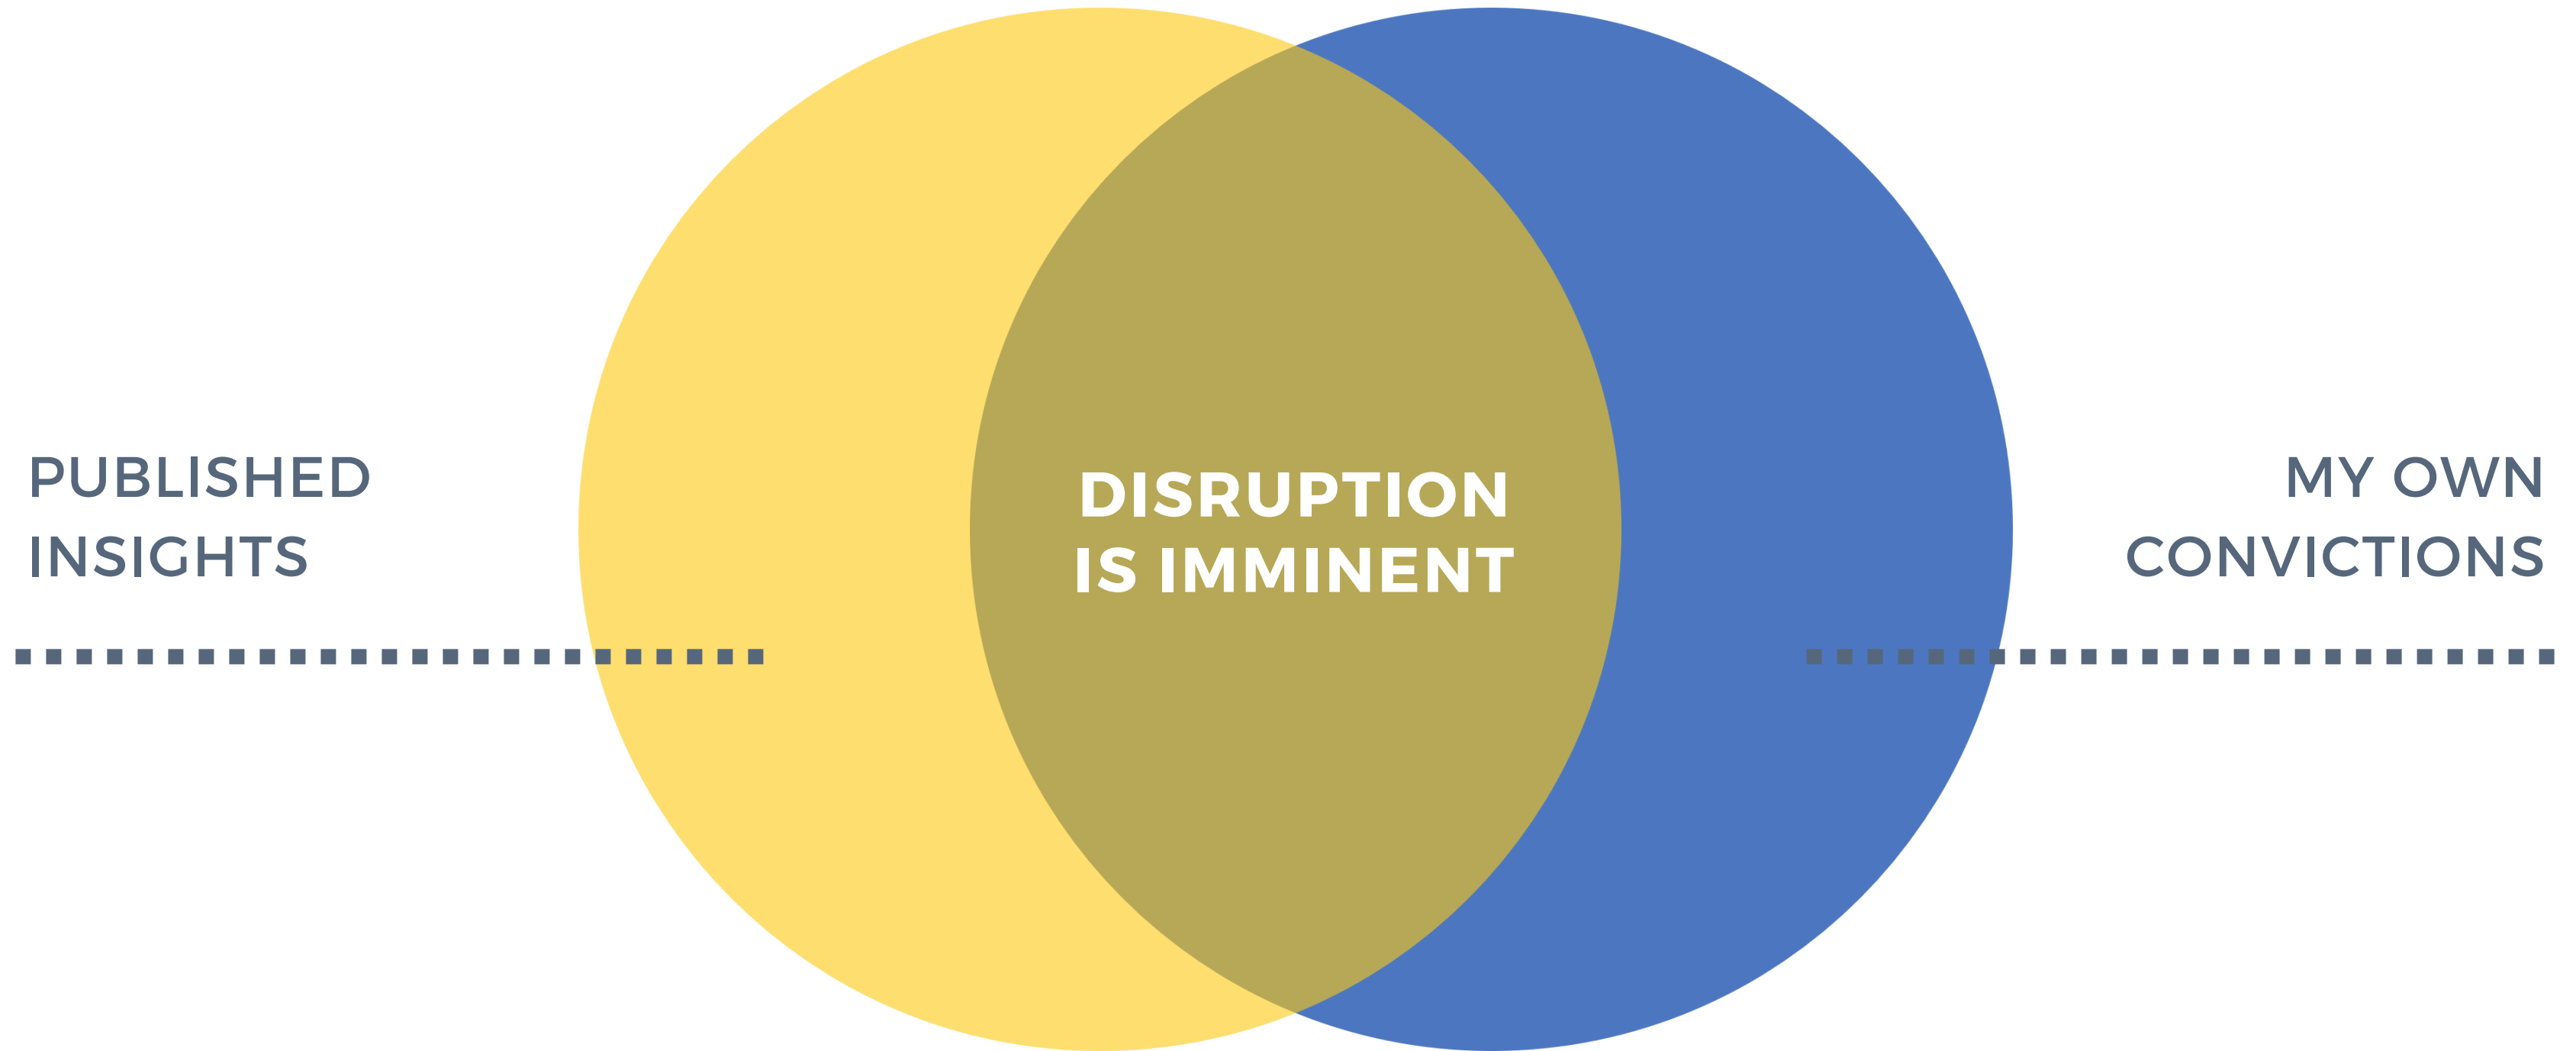 PUBLISHED
INSIGHTS
DISRUPTION
IS IMMINENT
MY OWN
CONVICTIONS